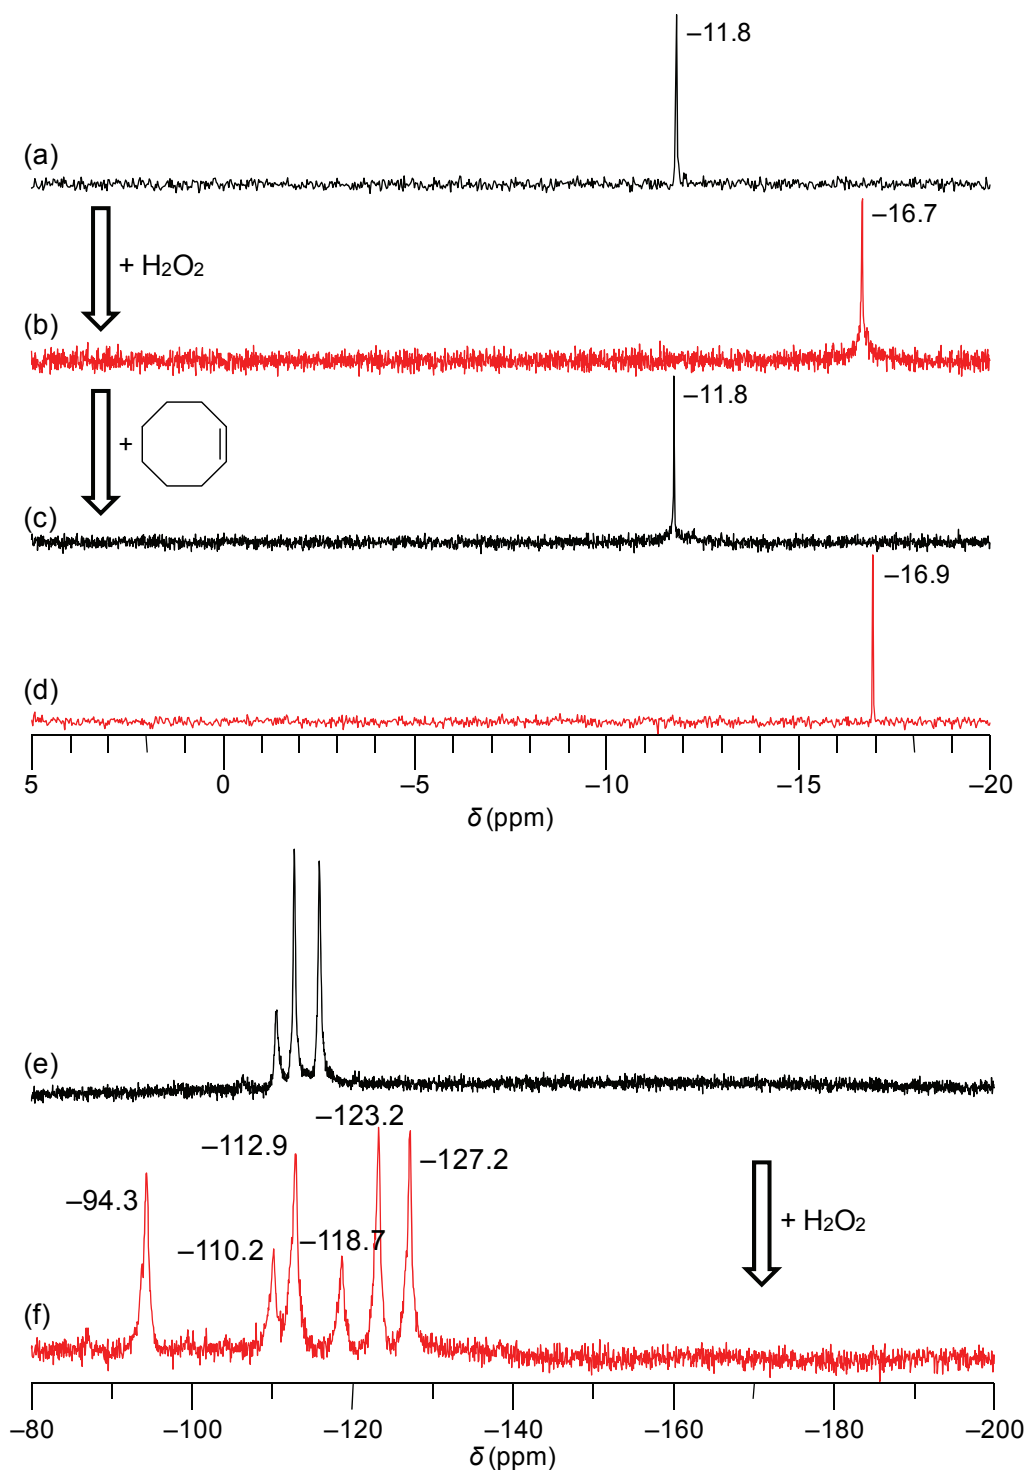 –11.8
(a)
–16.7
+ H2O2
(b)
–11.8
+
(c)
–16.9
(d)
5 0 –5 –10 –15 –20
δ (ppm)
(e)
–123.2
–112.9
–127.2
–94.3
+ H2O2
–110.2
–118.7
(f)
–80 –100 –120 –140 –160 –180 –200
δ (ppm)